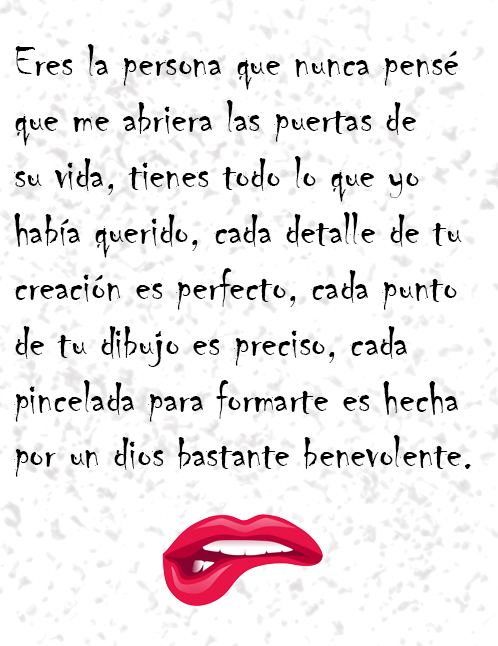 Eres la persona que nunca pensé
que me abriera las puertas de
su vida, tienes todo lo que yo
había querido, cada detalle de tu
creación es perfecto, cada punto
de tu dibujo es preciso, cada
pincelada para formarte es hecha
por un dios bastante benevolente.